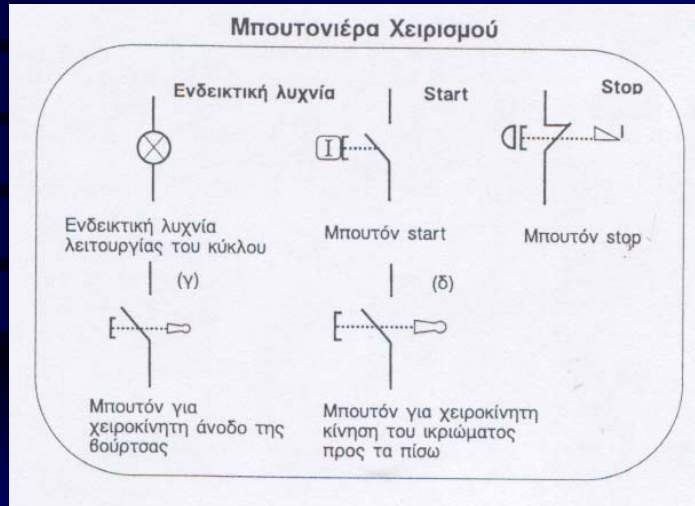 Μπουτονιέρα Χειρισμού
Ενδεικτική λυχνία
Start
Stop
I
Ενδεικτική λυχνία
λειτουργίας του κύκλου
Μπουτόν start
Μπουτόν stop
(γ)
(δ)
Μπουτόν για
χειροκίνητη άνοδο της
βούρτσας
Μπουτόν για χειροκίνητη
κίνηση του ικριώματος
προς τα πίσω